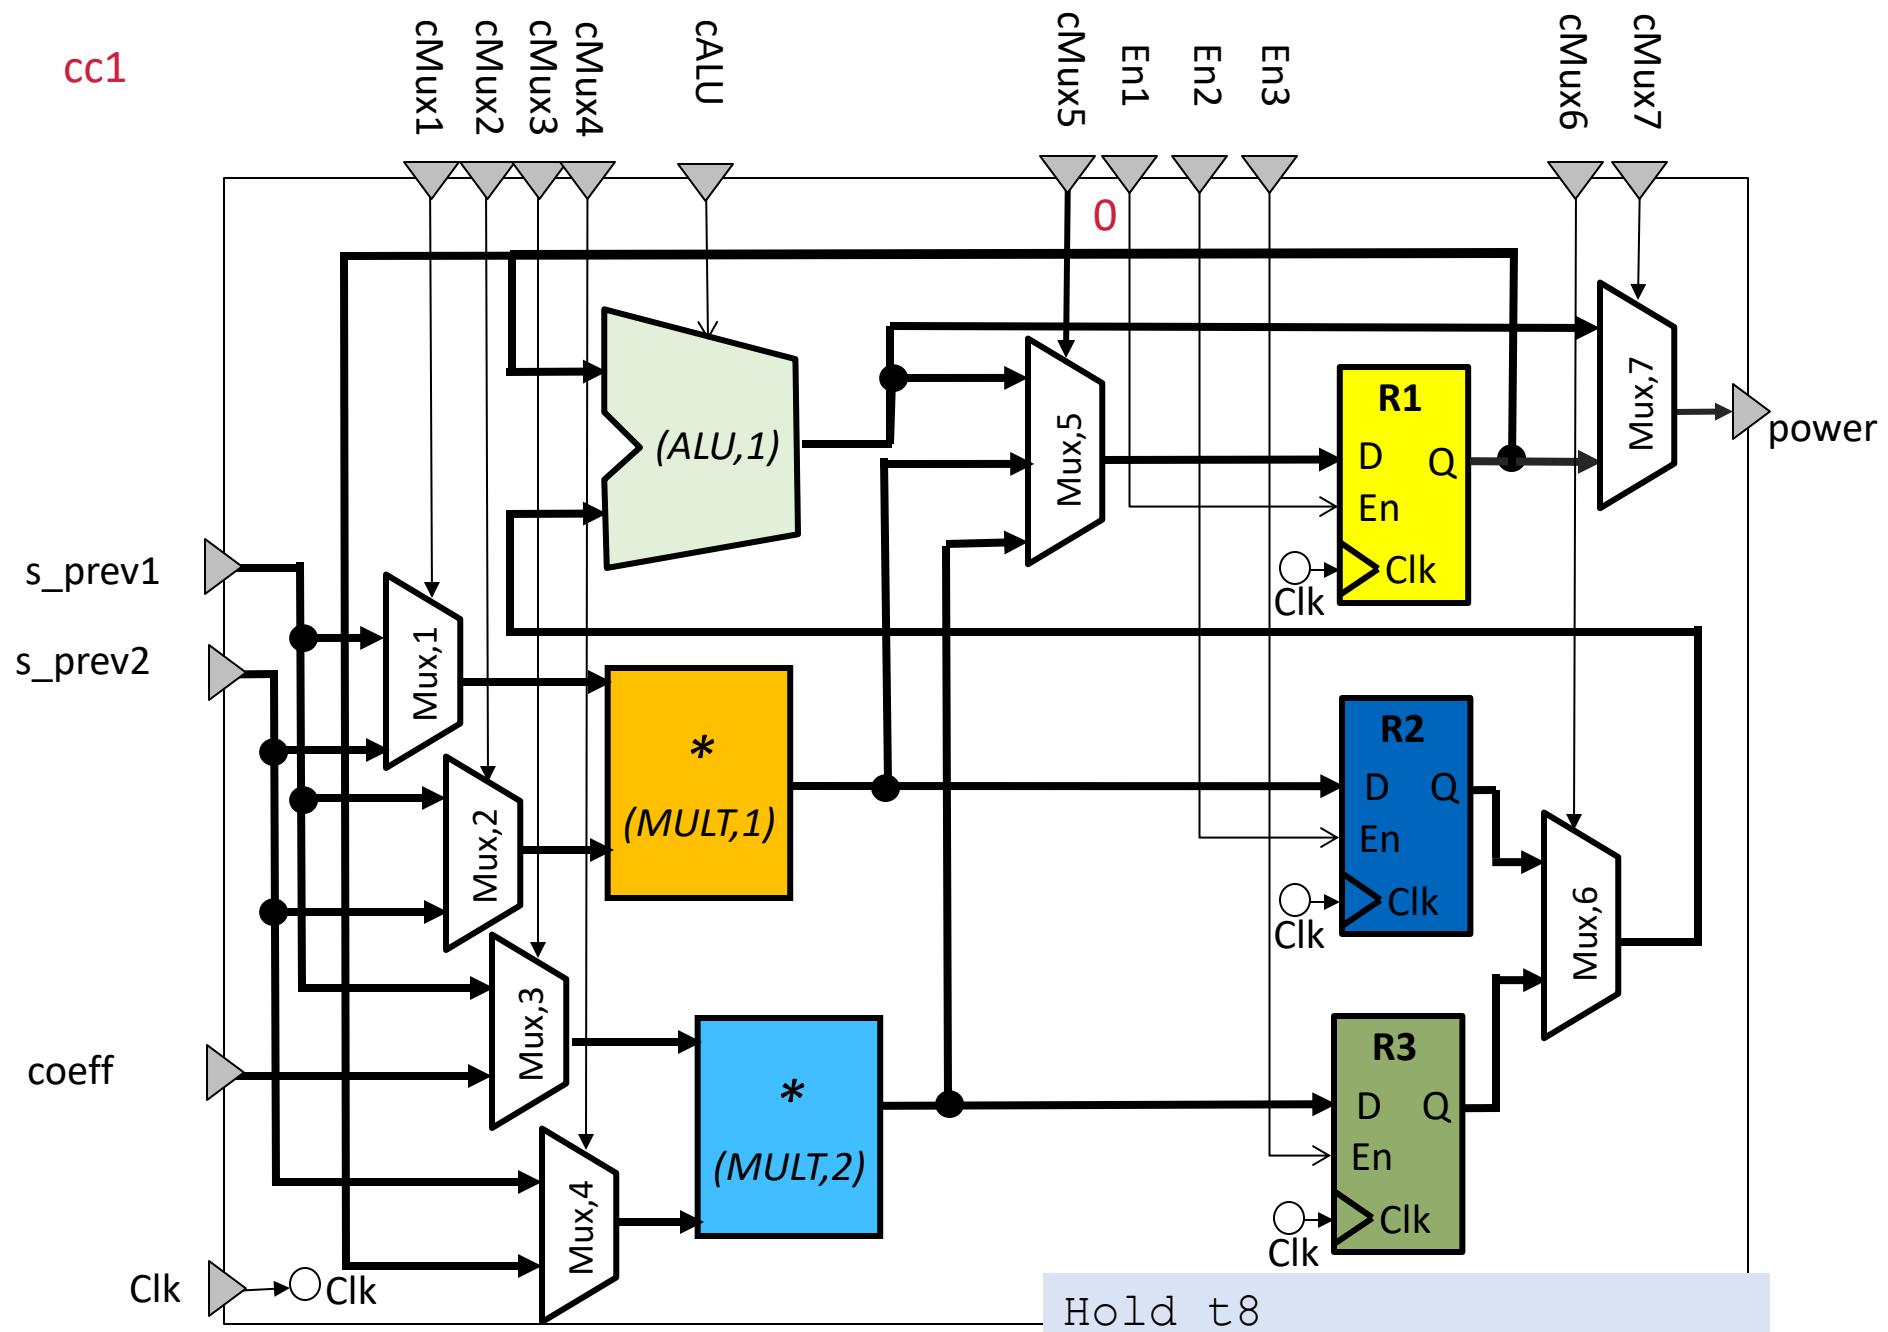 cc1
cMux1
cMux2
cMux3
cMux4
cALU
cMux5
En1
En2
En3
cMux6
cMux7
0
(ALU,1)
Mux,5
R1
D
Q
En
Clk
Clk
Mux,7
power
s_prev1
s_prev2
Mux,1
Mux,2
*
(MULT,1)
R2
D
Q
En
Clk
Clk
Mux,6
Mux,3
coeff
*
(MULT,2)
R3
D
Q
En
Clk
Clk
Mux,4
Clk
Clk
Hold t8